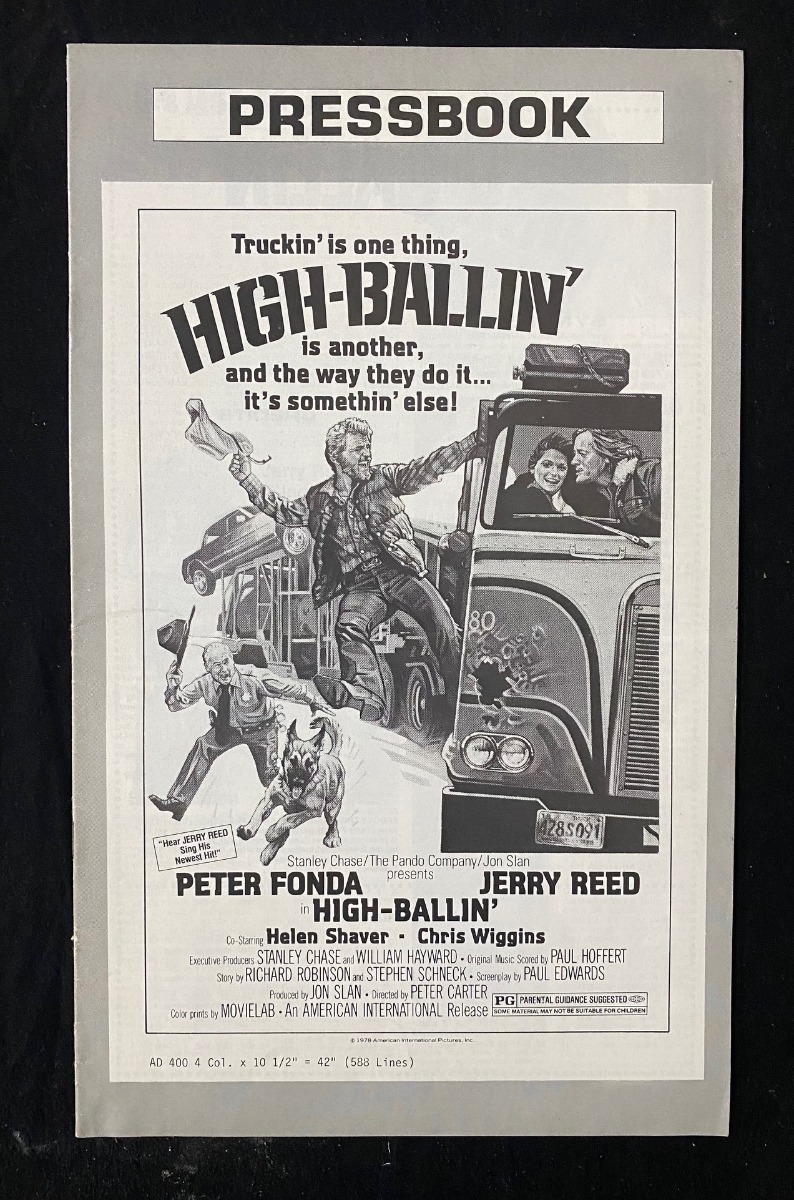 PRESSBOOK
Truckin' is one thing,
HIGH-BALLIN'
is another,
and the way they do it...
it's somethin' else!
80
"Hear JERRY REED
Sing His
Newest Hit!"
Stanley Chase/The Pando Company/Jon Slan
presents
PETER FONDA JERRY REED
in HIGH-BALLIN'
Co-Starring Helen Shaver - Chris Wiggins
Executive Producers STANLEY CHASE and WILLIAM HAYWARD • Original Music Scored by PAUL HOFFERT
Story by RICHARD ROBINSON and STEPHEN SCHNECK • Screenplay by PAUL EDWARDS
Produced by JON SLAN • Directed by PETER CARTER
Color prints by MOVIELAB • An AMERICAN INTERNATIONAL Release
PG PARENTAL GUIDANCE SUGGESTED
SOME MATERIAL MAY NOT BE SUITABLE FOR CHILDREN
© 1978 American International Pictures, Inc.
AD 400 4 Col. x 10 1/2" = 42" (588 Lines)